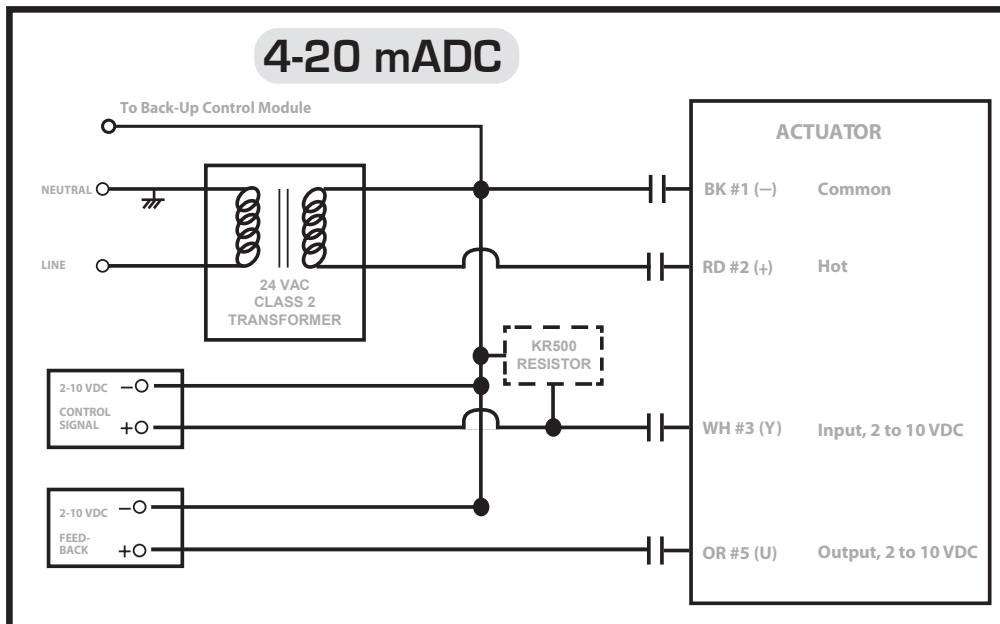 4-20 mADC
To Back-Up Control Module
ACTUATOR
NEUTRAL
BK #1 (—) Common
LINE
RD #2 (+) Hot
24 VAC
CLASS 2
TRANSFORMER
KR500
RESISTOR
2-10 VDC −
CONTROL
SIGNAL +
WH #3 (Y) Input, 2 to 10 VDC
2-10 VDC −
FEED-
BACK +
OR #5 (U) Output, 2 to 10 VDC